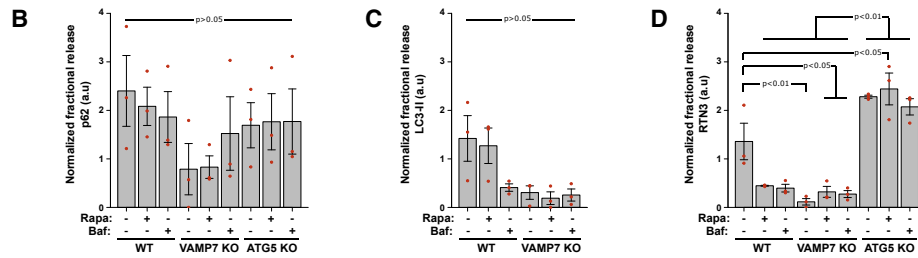 B
p>0.05
Normalized fractional release
p62 (a.u)
4
3
2
1
0
Rapa: - + - - + - - + -
Baf: - - + - - + - - +
WT VAMP7 KO ATG5 KO
C
p>0.05
Normalized fractional release
LC3-II (a.u)
4
3
2
1
0
Rapa: - + - - + -
Baf: - - + - - +
WT VAMP7 KO
D
p<0.01
p<0.05
p<0.05
p<0.01
Normalized fractional release
RTN3 (a.u)
4
3
2
1
0
Rapa: - + - - + - - + -
Baf: - - + - - + - - +
WT VAMP7 KO ATG5 KO